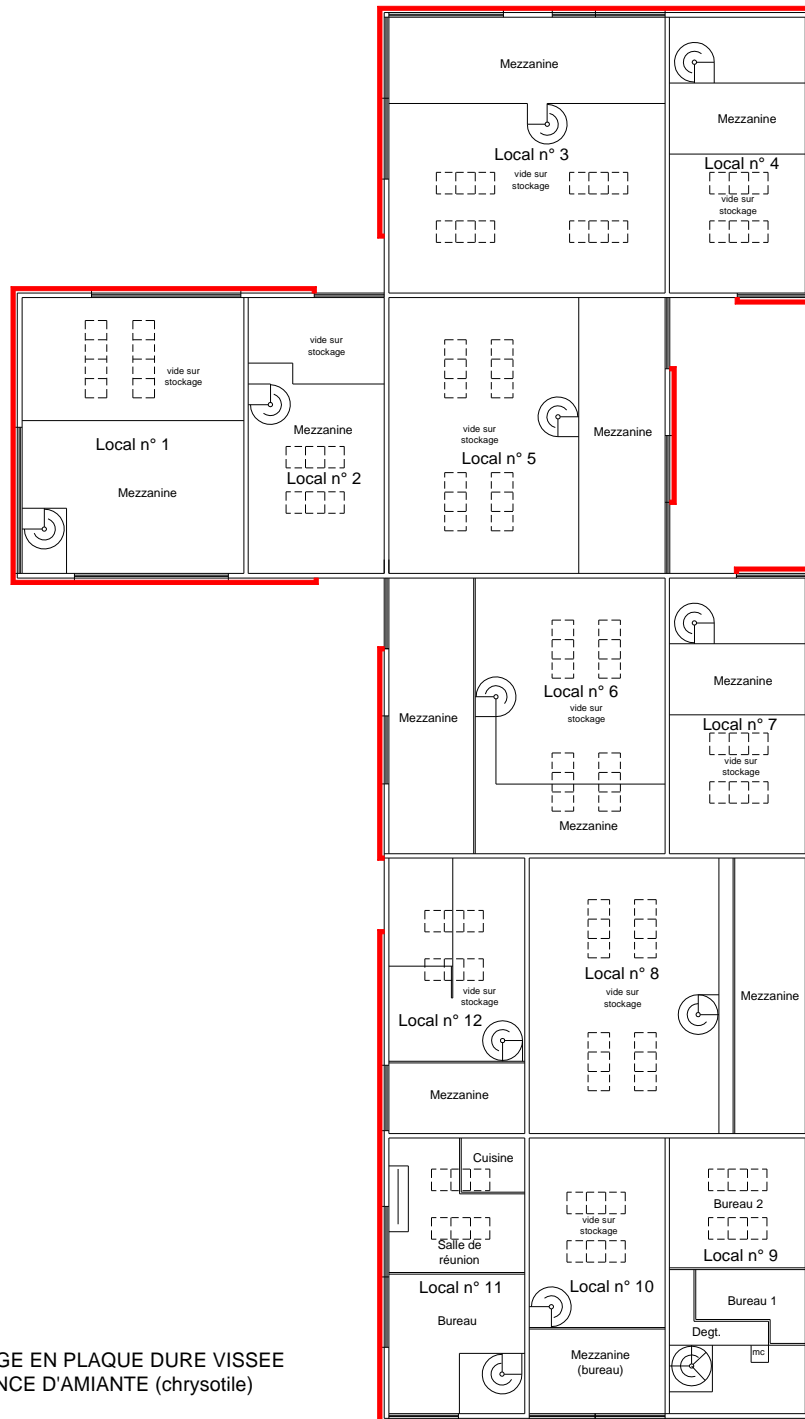 Mezzanine
Mezzanine
Local n° 3
vide sur
stockage
Local n° 4
vide sur
stockage
vide sur
stockage
vide sur
stockage
Local n° 1
Mezzanine
Mezzanine
Local n° 2
vide sur
stockage
Local n° 5
Mezzanine
Mezzanine
Local n° 6
vide sur
stockage
Mezzanine
Mezzanine
Local n° 7
vide sur
stockage
vide sur
stockage
Local n° 12
Mezzanine
Local n° 8
vide sur
stockage
Mezzanine
Cuisine
Salle de
réunion
Local n° 11
Bureau
vide sur
stockage
Local n° 10
Mezzanine
(bureau)
Bureau 2
Local n° 9
Bureau 1
Degt.
mc
GE EN PLAQUE DURE VISSEE
NCE D'AMIANTE (chrysotile)